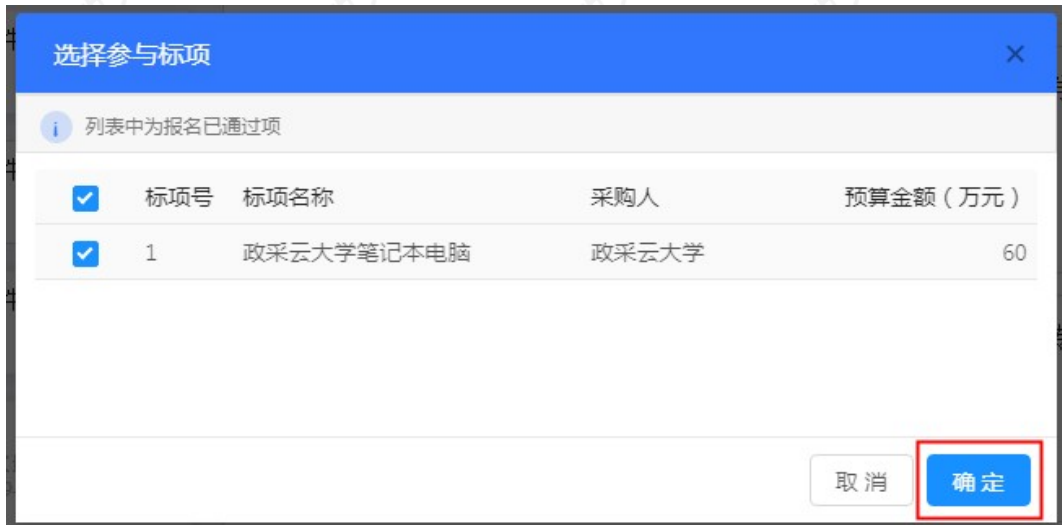 选择参与标项
列表中为报名已通过项
标项号 标项名称 采购人 预算金额（万元）
1 政采云大学笔记本电脑 政采云大学 60
取消 确定